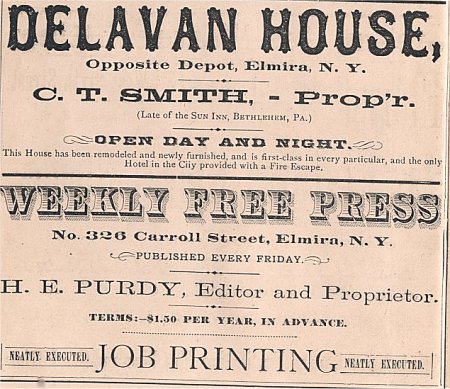 DELAVAN HOUSE,
Opposite Depot, Elmira, N. Y.
C. T. SMITH, - Prop'r.
(Late of the Sun Inn, Bethlehem, Pa.)
OPEN DAY AND NIGHT.
This House has been remodeled and newly furnished, and is first-class in every particular, and the only
Hotel in the City provided with a Fire Escape.
WEEKLY FREE PRESS
No. 326 Carroll Street, Elmira, N. Y.
PUBLISHED EVERY FRIDAY.
H. E. PURDY, Editor and Proprietor.
TERMS:–$1.50 PER YEAR, IN ADVANCE.
NEATLY EXECUTED. JOB PRINTING NEATLY EXECUTED.